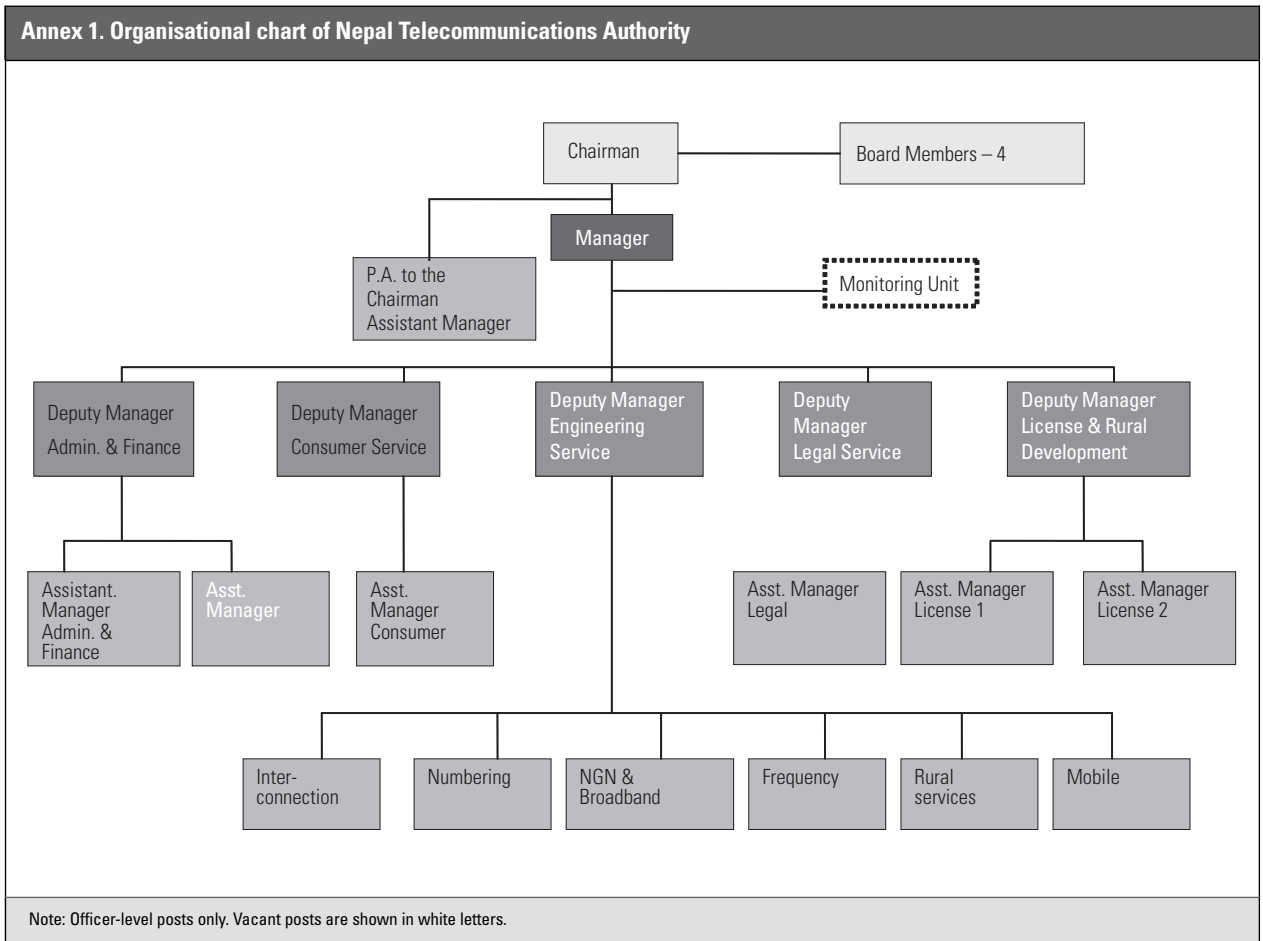 Annex 1. Organisational chart of Nepal Telecommunications Authority
Chairman
Board Members – 4
Manager
P.A. to the
Chairman
Assistant Manager
Monitoring Unit
Deputy Manager
Admin. & Finance
Deputy Manager
Consumer Service
Deputy Manager
Engineering
Service
Deputy
Manager
Legal Service
Deputy Manager
License & Rural
Development
Assistant.
Manager
Admin. &
Finance
Asst.
Manager
Asst.
Manager
Consumer
Asst. Manager
Legal
Asst. Manager
License 1
Asst. Manager
License 2
Inter-
connection
Numbering
NGN &
Broadband
Frequency
Rural
services
Mobile
Note: Officer-level posts only. Vacant posts are shown in white letters.